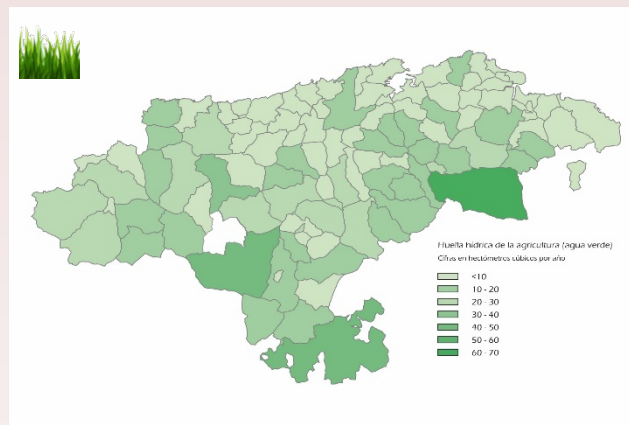 Huella hídrica de la agricultura (agua verde)
Cifras en hectómetros cúbicos por año
<10
10 - 20
20 - 30
30 - 40
40 - 50
50 - 60
60 - 70